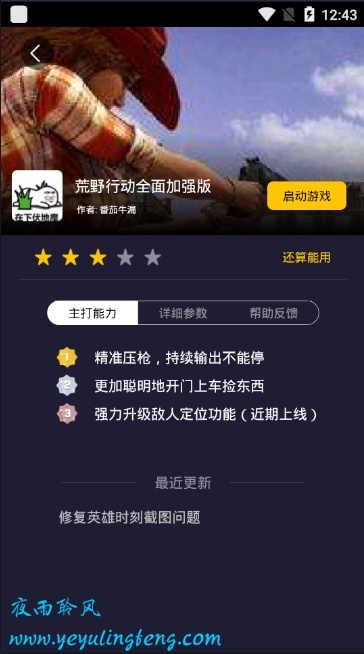 12:43
荒野行动全面加强版
作者: 番茄牛澜
启动游戏
在下伏地魔
还算能用
主打能力
详细参数
帮助反馈
1 精准压枪，持续输出不能停
2 更加聪明地开门上车捡东西
3 强力升级敌人定位功能（近期上线）
最近更新
修复英雄时刻截图问题
夜雨聆风
www.yeyulingfeng.com